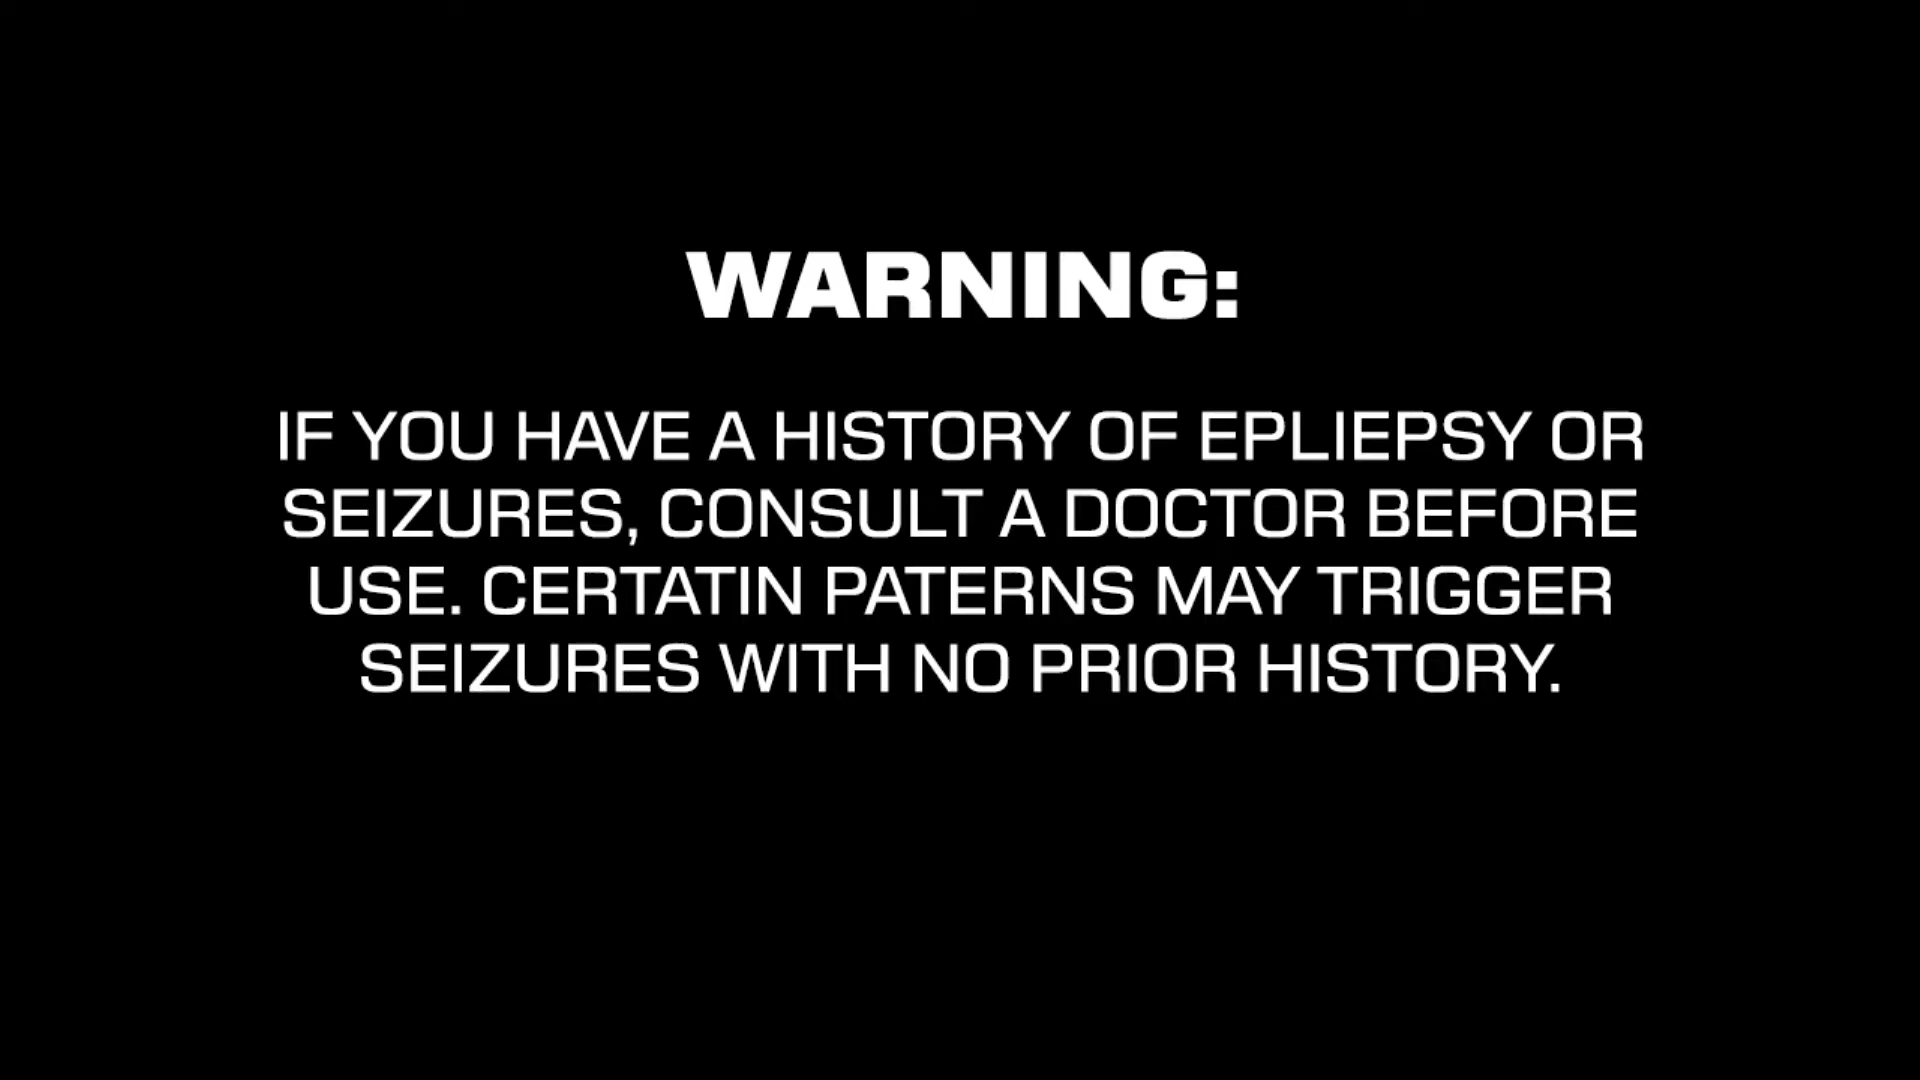 WARNING:
IF YOU HAVE A HISTORY OF EPLIEPSY OR
SEIZURES, CONSULT A DOCTOR BEFORE
USE. CERTATIN PATERNS MAY TRIGGER
SEIZURES WITH NO PRIOR HISTORY.